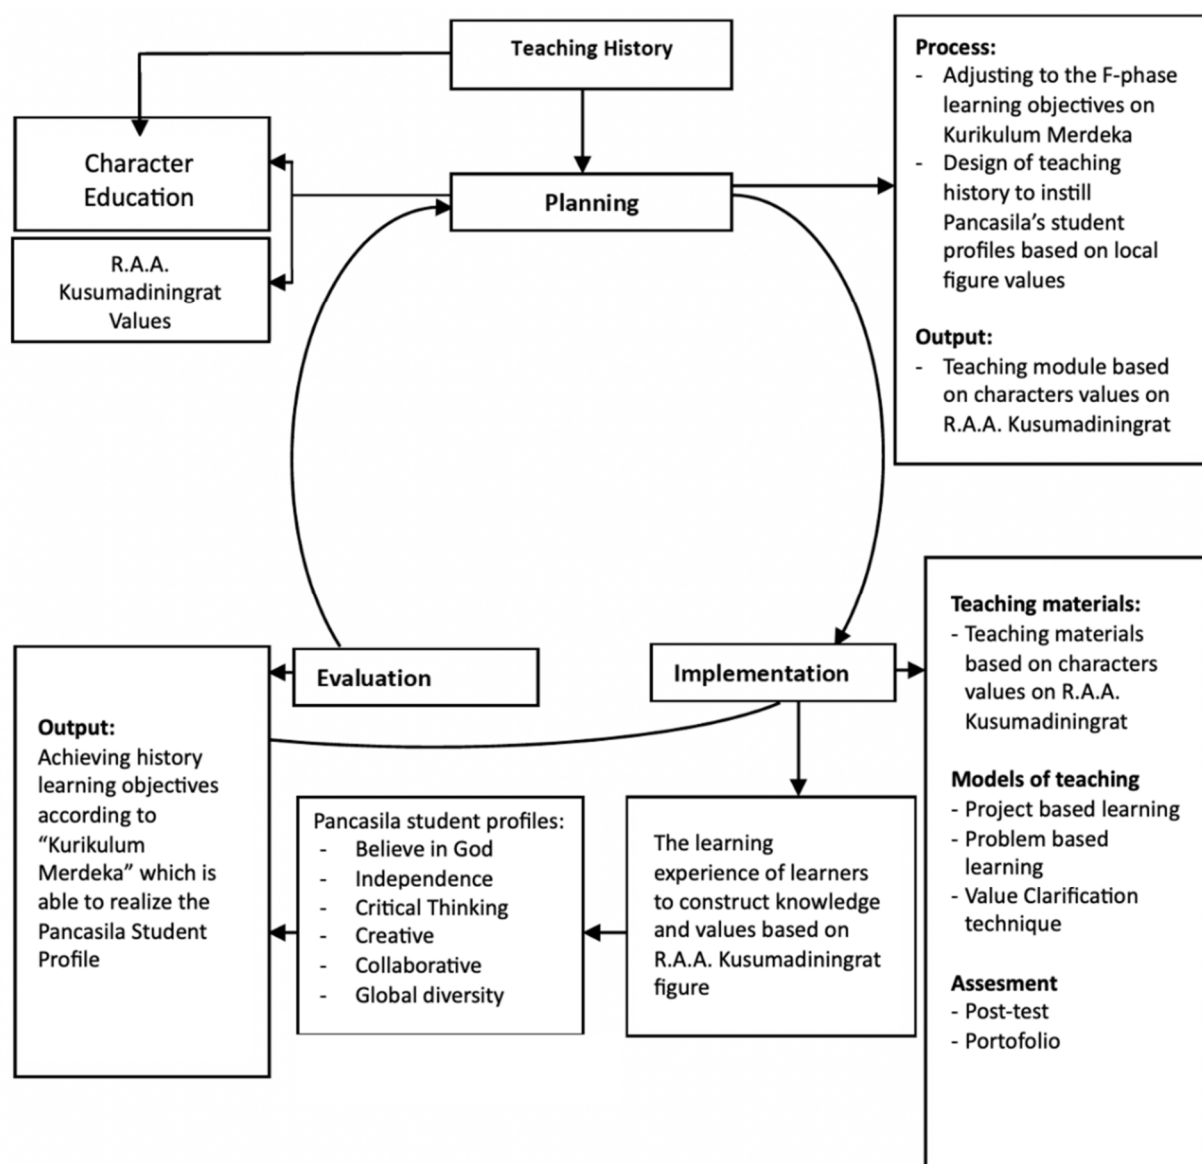 Teaching History
Character
Education
R.A.A.
Kusumadiningrat
Values
Planning
Process:
- Adjusting to the F-phase
learning objectives on
Kurikulum Merdeka
- Design of teaching
history to instill
Pancasila’s student
profiles based on local
figure values
Output:
- Teaching module based
on characters values on
R.A.A. Kusumadiningrat
Evaluation
Implementation
Output:
Achieving history
learning objectives
according to
“Kurikulum
Merdeka” which is
able to realize the
Pancasila Student
Profile
Pancasila student profiles:
- Believe in God
- Independence
- Critical Thinking
- Creative
- Collaborative
- Global diversity
The learning
experience of learners
to construct knowledge
and values based on
R.A.A. Kusumadiningrat
figure
Teaching materials:
- Teaching materials
based on characters
values on R.A.A.
Kusumadiningrat
Models of teaching
- Project based learning
- Problem based
learning
- Value Clarification
technique
Assesment
- Post-test
- Portofolio